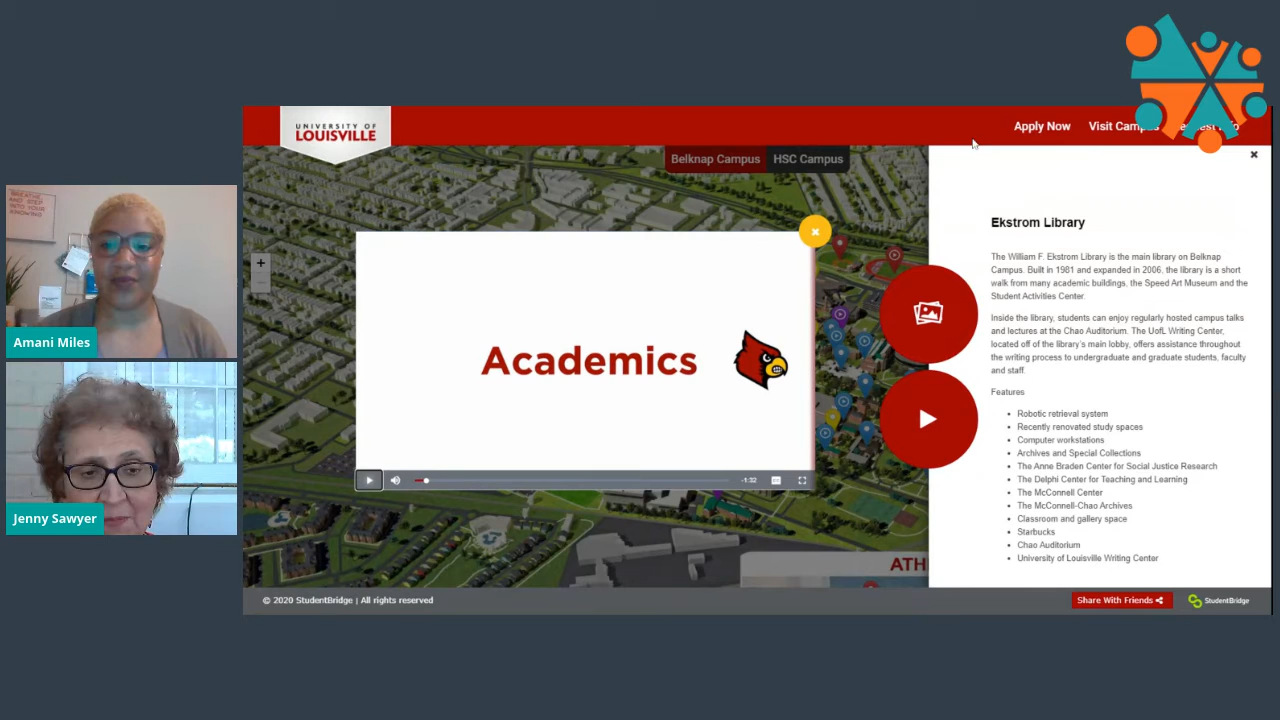 UNIVERSITY OF
LOUISVILLE
Apply Now
Visit Campus
Request Info
Belknap Campus
HSC Campus
BREATHE
AND STEP
INTO YOUR
KNOWING
Amani Miles
Jenny Sawyer
+
Academics
-1:32
Ekstrom Library
The William F. Ekstrom Library is the main library on Belknap
Campus. Built in 1981 and expanded in 2006, the library is a short
walk from many academic buildings, the Speed Art Museum and the
Student Activities Center.
Inside the library, students can enjoy regularly hosted campus talks
and lectures at the Chao Auditorium. The UofL Writing Center,
located off of the library's main lobby, offers assistance throughout
the writing process to undergraduate and graduate students, faculty
and staff.
Features
• Robotic retrieval system
• Recently renovated study spaces
• Computer workstations
• Archives and Special Collections
• The Anne Braden Center for Social Justice Research
• The Delphi Center for Teaching and Learning
• The McConnell Center
• The McConnell-Chao Archives
• Classroom and gallery space
• Starbucks
• Chao Auditorium
• University of Louisville Writing Center
ATH
© 2020 StudentBridge | All rights reserved
Share With Friends
StudentBridge